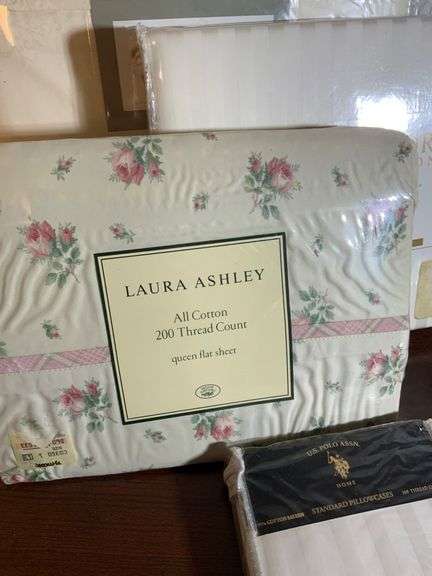 LAURA ASHLEY
All Cotton
200 Thread Count
queen flat sheet
U.S. POLO ASSN.
HOME
STANDARD PILLOWCASES